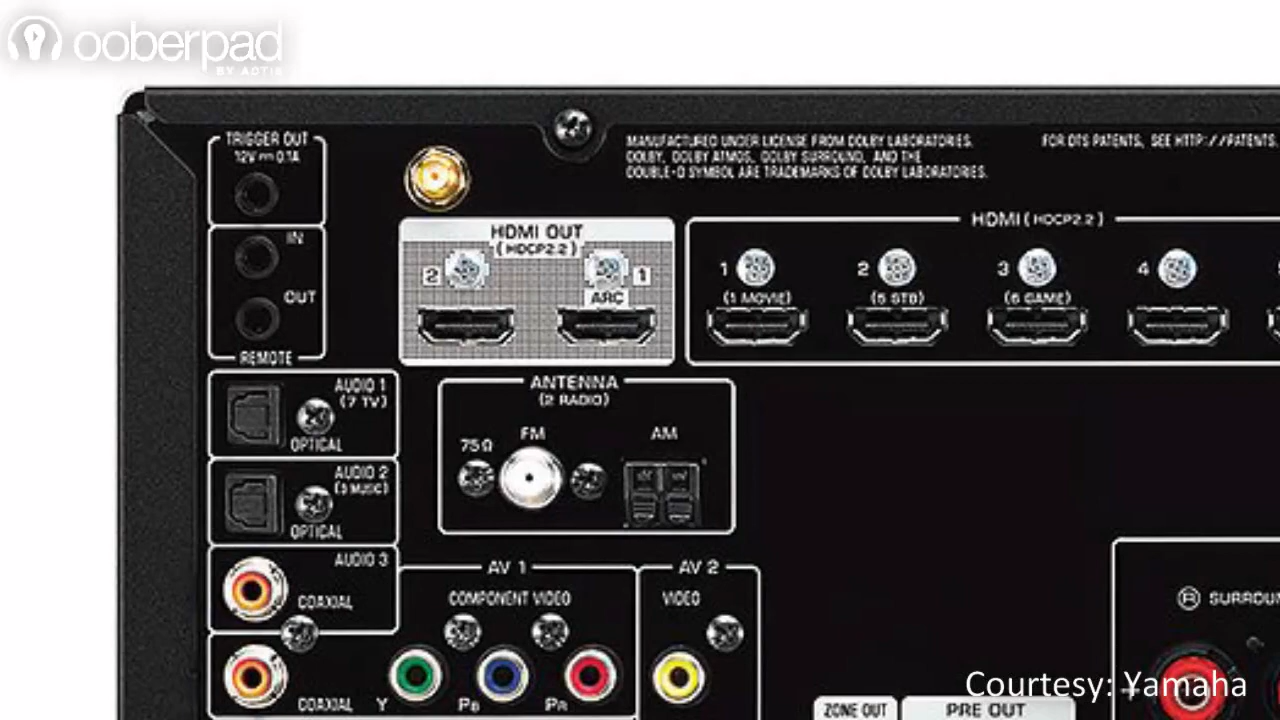 ooberpad
BY AOTIS
TRIGGER OUT
12V 0.1A
IN
OUT
REMOTE
MANUFACTURED UNDER LICENSE FROM DOLBY LABORATORIES.
DOLBY, DOLBY ATMOS, DOLBY SURROUND, AND THE
DOUBLE-D SYMBOL ARE TRADEMARKS OF DOLBY LABORATORIES.
FOR DTS PATENTS, SEE HTTP://PATENTS.
HDMI OUT
(HDCP2.2)
2
1
ARC
HDMI (HDCP2.2)
1 2 3 4
(1 MOVIE) (5 STB) (6 GAME)
AUDIO 1
(7 TV)
OPTICAL
AUDIO 2
(3 MUSIC)
OPTICAL
AUDIO 3
COAXIAL
COAXIAL
ANTENNA
(2 RADIO)
75Ω FM AM
AV 1
COMPONENT VIDEO
Y PB PR
AV 2
VIDEO
ZONE OUT
PRE OUT
R SURROUN
Courtesy: Yamaha